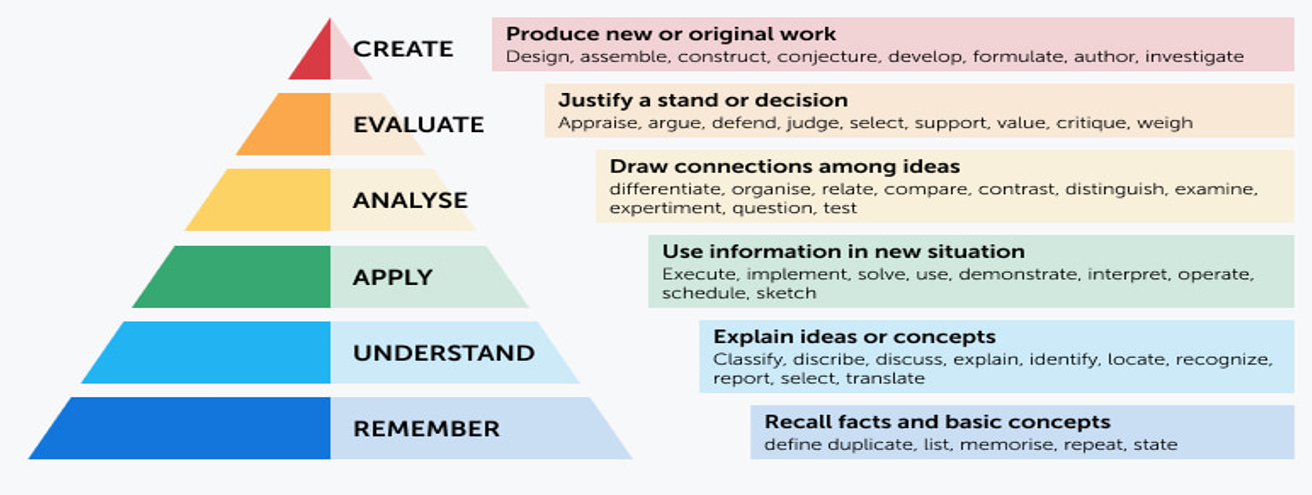 CREATE
Produce new or original work
Design, assemble, construct, conjecture, develop, formulate, author, investigate
EVALUATE
Justify a stand or decision
Appraise, argue, defend, judge, select, support, value, critique, weigh
ANALYSE
Draw connections among ideas
differentiate, organise, relate, compare, contrast, distinguish, examine,
expertiment, question, test
APPLY
Use information in new situation
Execute, implement, solve, use, demonstrate, interpret, operate,
schedule, sketch
UNDERSTAND
Explain ideas or concepts
Classify, discribe, discuss, explain, identify, locate, recognize,
report, select, translate
REMEMBER
Recall facts and basic concepts
define duplicate, list, memorise, repeat, state